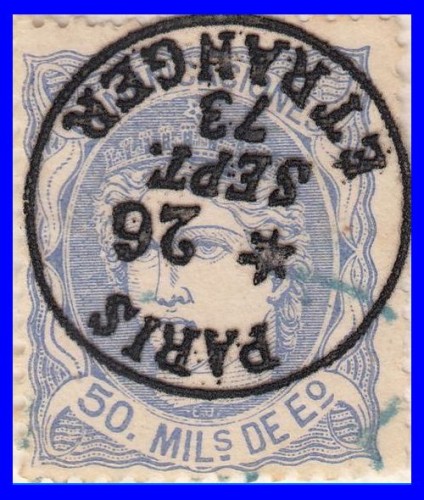 PARIS
26
SEPT.
73
ETRANGER
50. MILS DE Eº